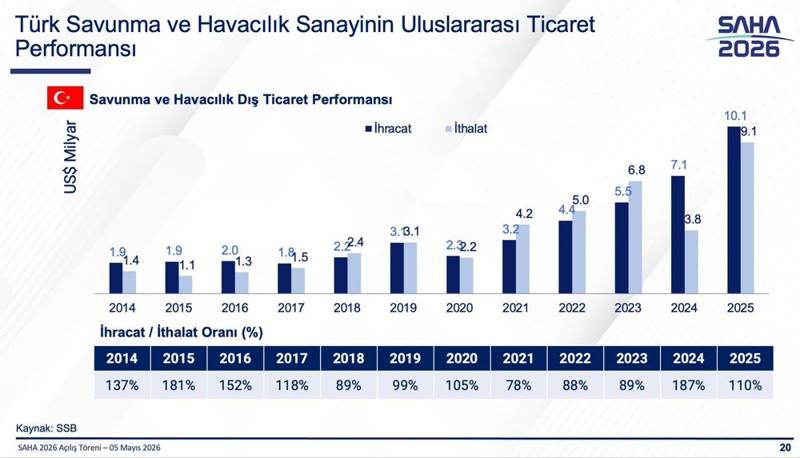 Türk Savunma ve Havacılık Sanayinin Uluslararası Ticaret
Performansı
SAHA
2026
Savunma ve Havacılık Dış Ticaret Performansı
US$ Milyar
İhracat İthalat
1.9 1.4 1.9 1.1 2.0 1.3 1.8 1.5 2.2 2.4 3.1 3.1 2.3 2.2 3.2 4.2 4.4 5.0 5.5 6.8 7.1 3.8 10.1 9.1
2014 2015 2016 2017 2018 2019 2020 2021 2022 2023 2024 2025
İhracat / İthalat Oranı (%)
2014 2015 2016 2017 2018 2019 2020 2021 2022 2023 2024 2025
137% 181% 152% 118% 89% 99% 105% 78% 88% 89% 187% 110%
Kaynak: SSB
SAHA 2026 Açılış Töreni – 05 Mayıs 2026
20